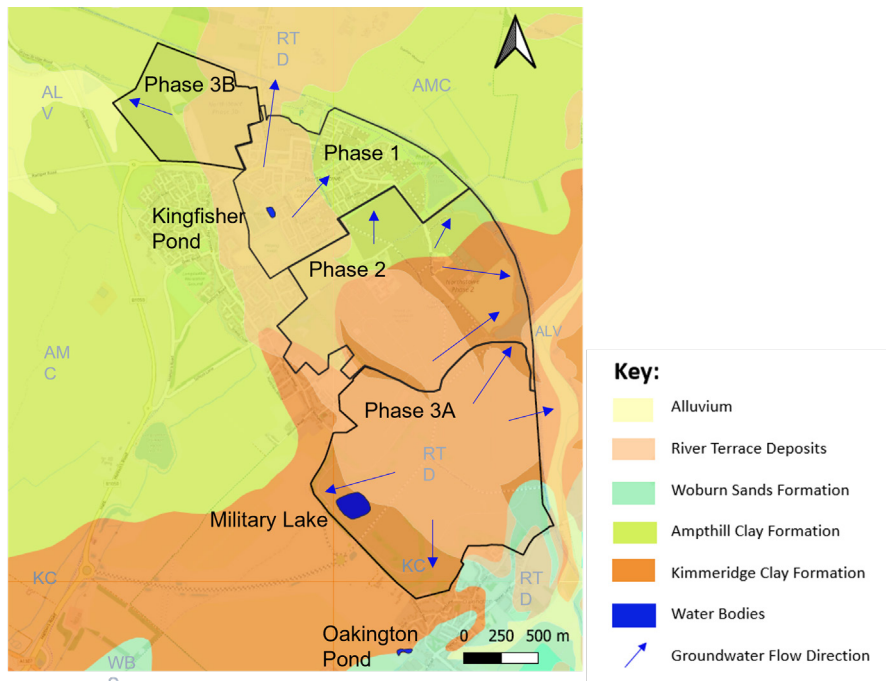 RT
D
Phase 3B
AL
V
AMC
Phase 1
Kingfisher
Pond
Phase 2
ALV
AM
C
Key:
Alluvium
Phase 3A
River Terrace Deposits
RT
D
Woburn Sands Formation
Military Lake
Ampthill Clay Formation
KC
KC
RT
D
Kimmeridge Clay Formation
Water Bodies
Oakington
Pond
0 250 500 m
WB
Groundwater Flow Direction